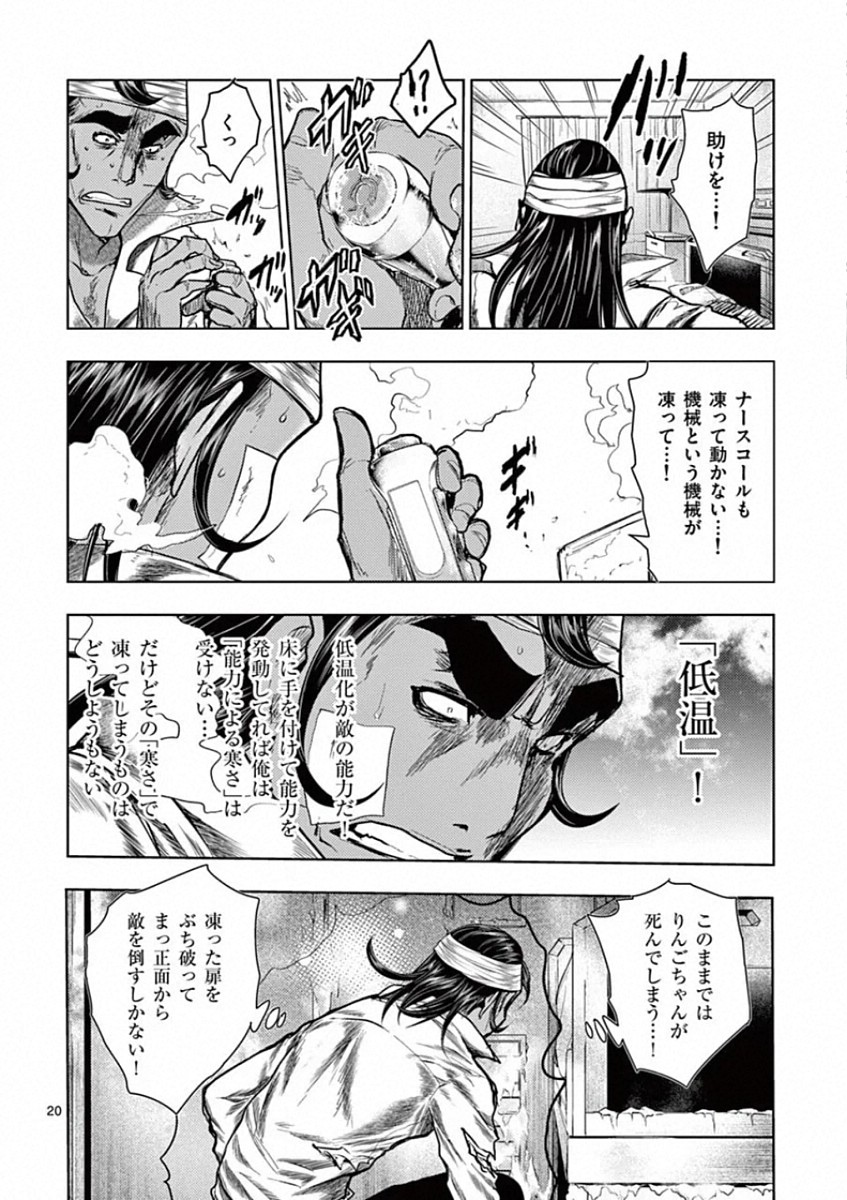 助けを…！
！？
ガッ
ガキ
ガキ
ガキッ
くっ
ナースコールも
凍って動かない…！
機械という機械が
凍って…！
ギギ
「低温」！
低温化が敵の能力だ！
床に手を付けて能力を
発動してれば俺は
「能力による寒さ」は
受けない…
だけどその「寒さ」で
凍ってしまうものは
どうしようもない
このままでは
りんごちゃんが
死んでしまう…！
凍った扉を
ぶち破って
まっ正面から
敵を倒すしかない！
20